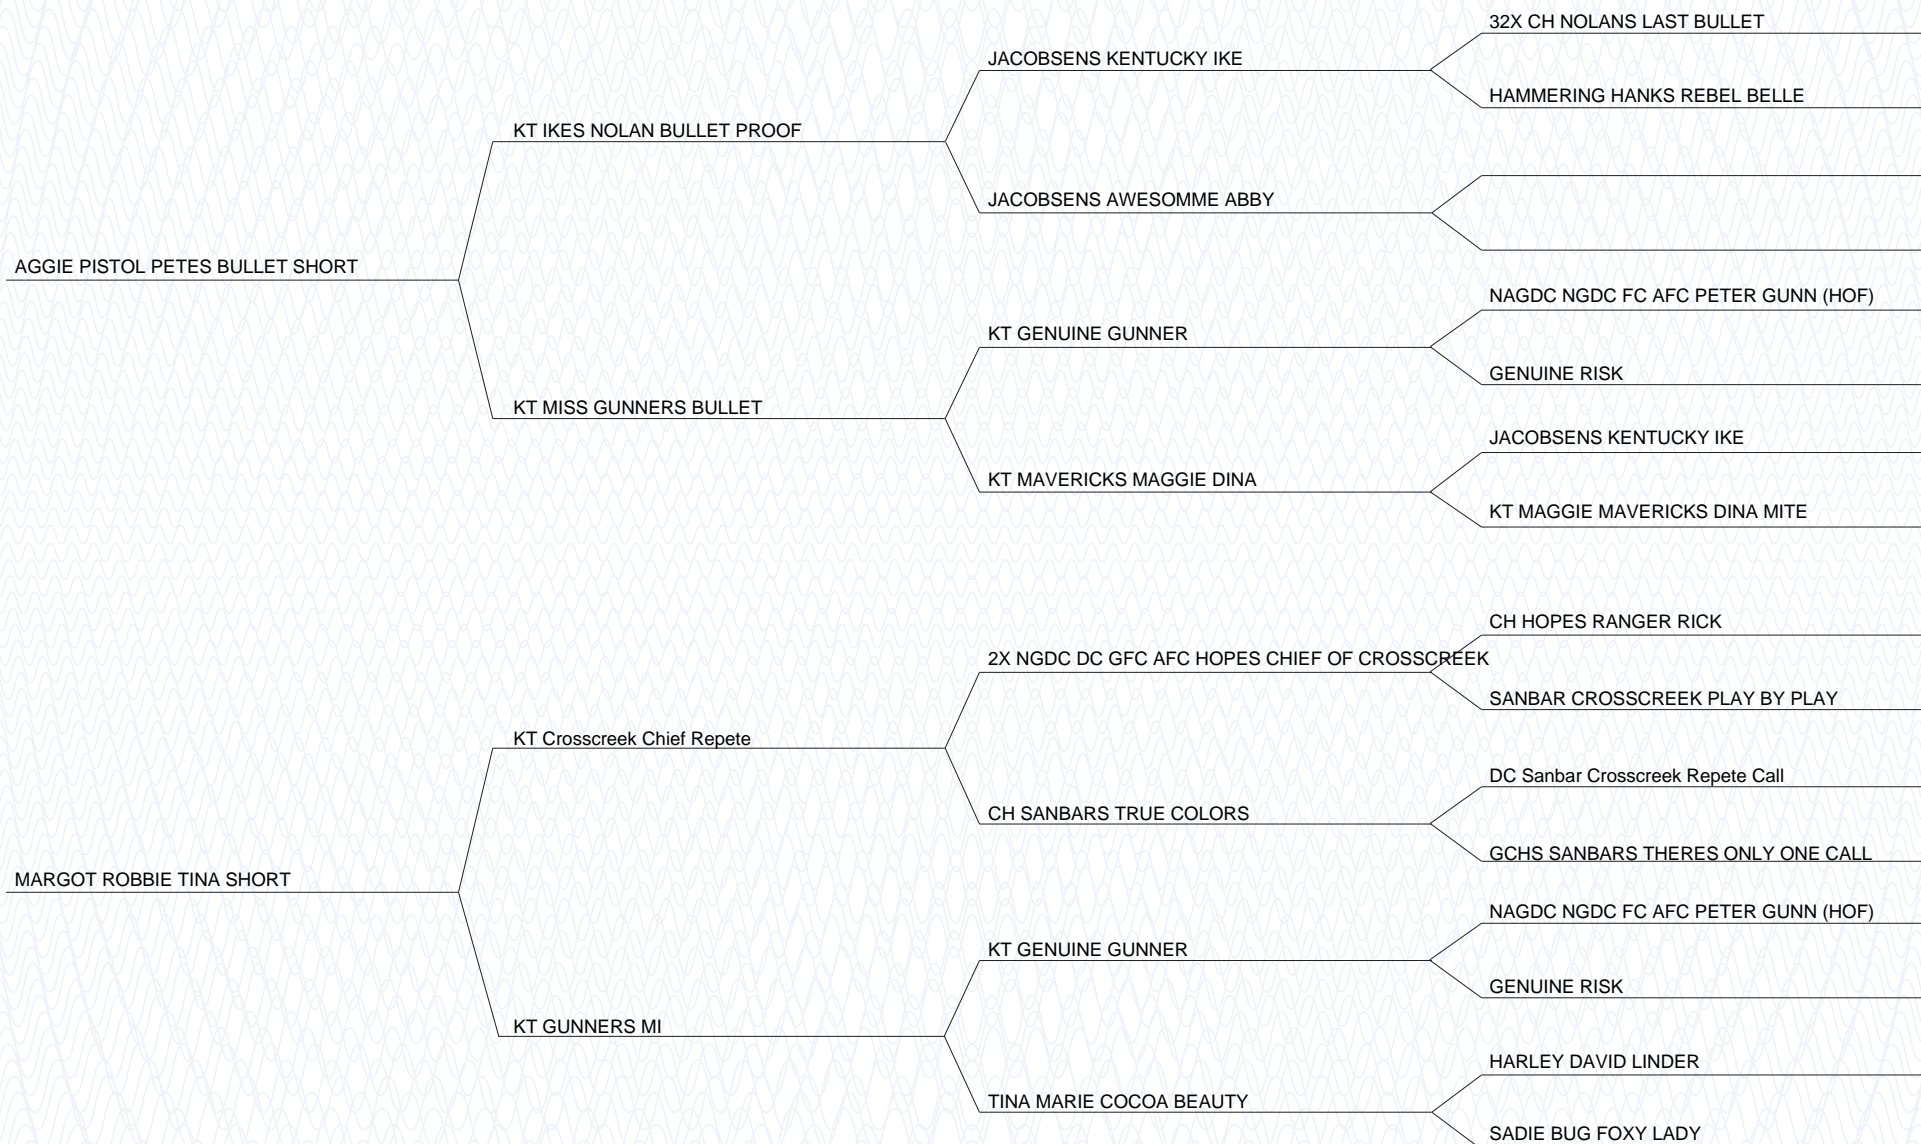 32X CH NOLANS LAST BULLET
JACOBSENS KENTUCKY IKE
HAMMERING HANKS REBEL BELLE
KT IKES NOLAN BULLET PROOF
JACOBSENS AWESOMME ABBY
AGGIE PISTOL PETES BULLET SHORT
NAGDC NGDC FC AFC PETER GUNN (HOF)
KT GENUINE GUNNER
GENUINE RISK
KT MISS GUNNERS BULLET
JACOBSENS KENTUCKY IKE
KT MAVERICKS MAGGIE DINA
KT MAGGIE MAVERICKS DINA MITE
CH HOPES RANGER RICK
2X NGDC DC GFC AFC HOPES CHIEF OF CROSSCREEK
SANBAR CROSSCREEK PLAY BY PLAY
KT Crosscreek Chief Repete
DC Sanbar Crosscreek Repete Call
CH SANBARS TRUE COLORS
GCHS SANBARS THERES ONLY ONE CALL
MARGOT ROBBIE TINA SHORT
NAGDC NGDC FC AFC PETER GUNN (HOF)
KT GENUINE GUNNER
GENUINE RISK
KT GUNNERS MI
HARLEY DAVID LINDER
TINA MARIE COCOA BEAUTY
SADIE BUG FOXY LADY